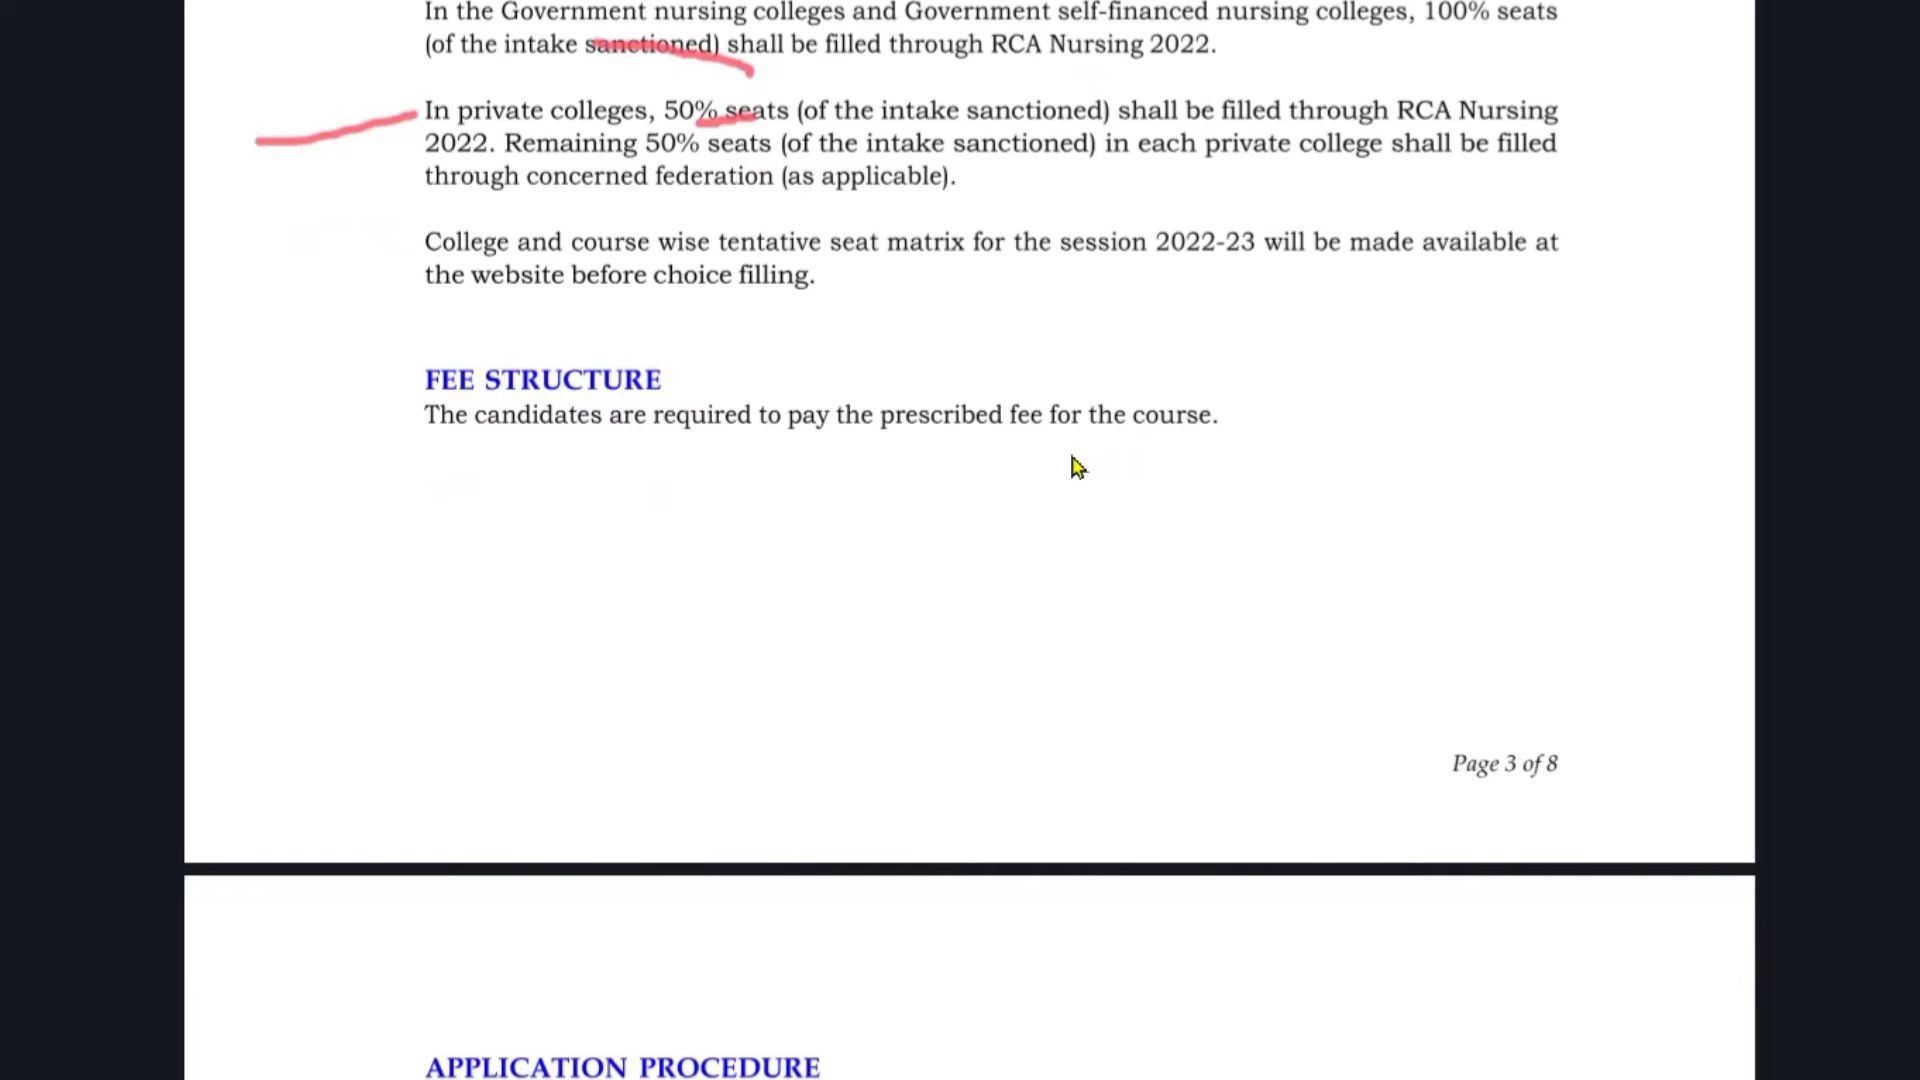 In the Government nursing colleges and Government self-financed nursing colleges, 100% seats
(of the intake sanctioned) shall be filled through RCA Nursing 2022.
In private colleges, 50% seats (of the intake sanctioned) shall be filled through RCA Nursing
2022. Remaining 50% seats (of the intake sanctioned) in each private college shall be filled
through concerned federation (as applicable).
College and course wise tentative seat matrix for the session 2022-23 will be made available at
the website before choice filling.
FEE STRUCTURE
The candidates are required to pay the prescribed fee for the course.
Page 3 of 8
APPLICATION PROCEDURE